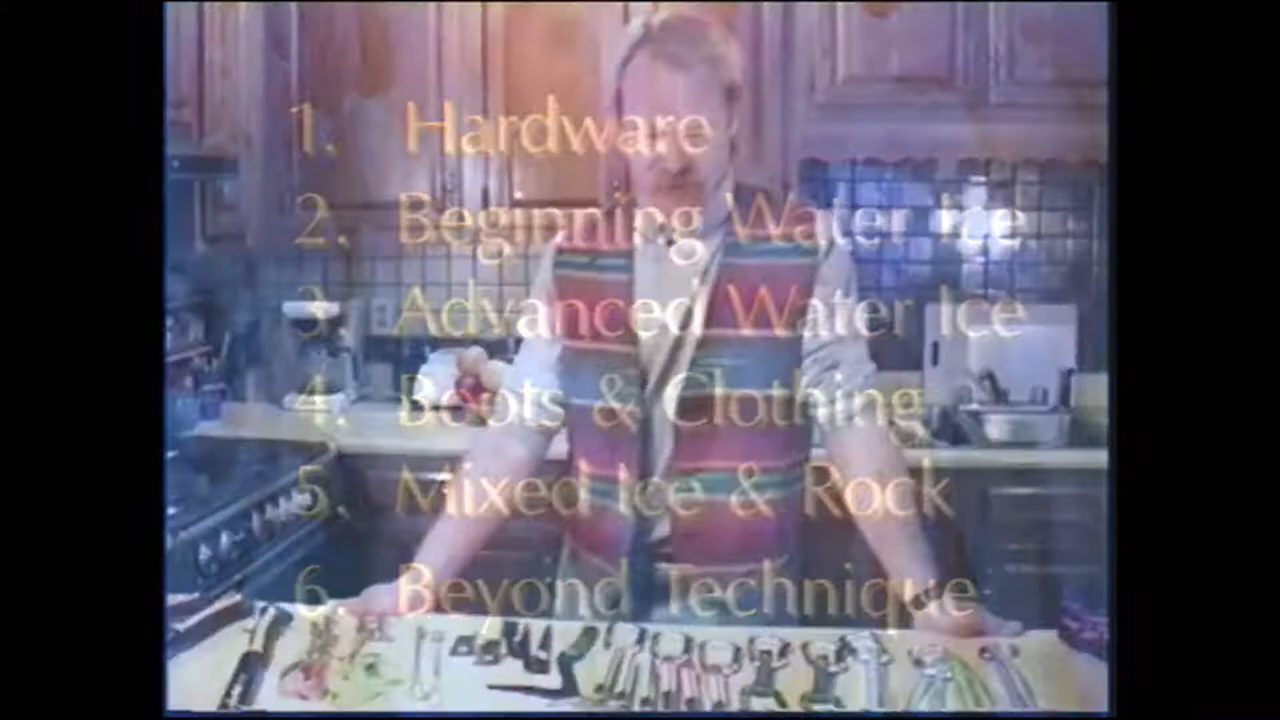 1. Hardware
2. Beginning Water Ice
3. Advanced Water Ice
4. Boots & Clothing
5. Mixed Ice & Rock
6. Beyond Technique